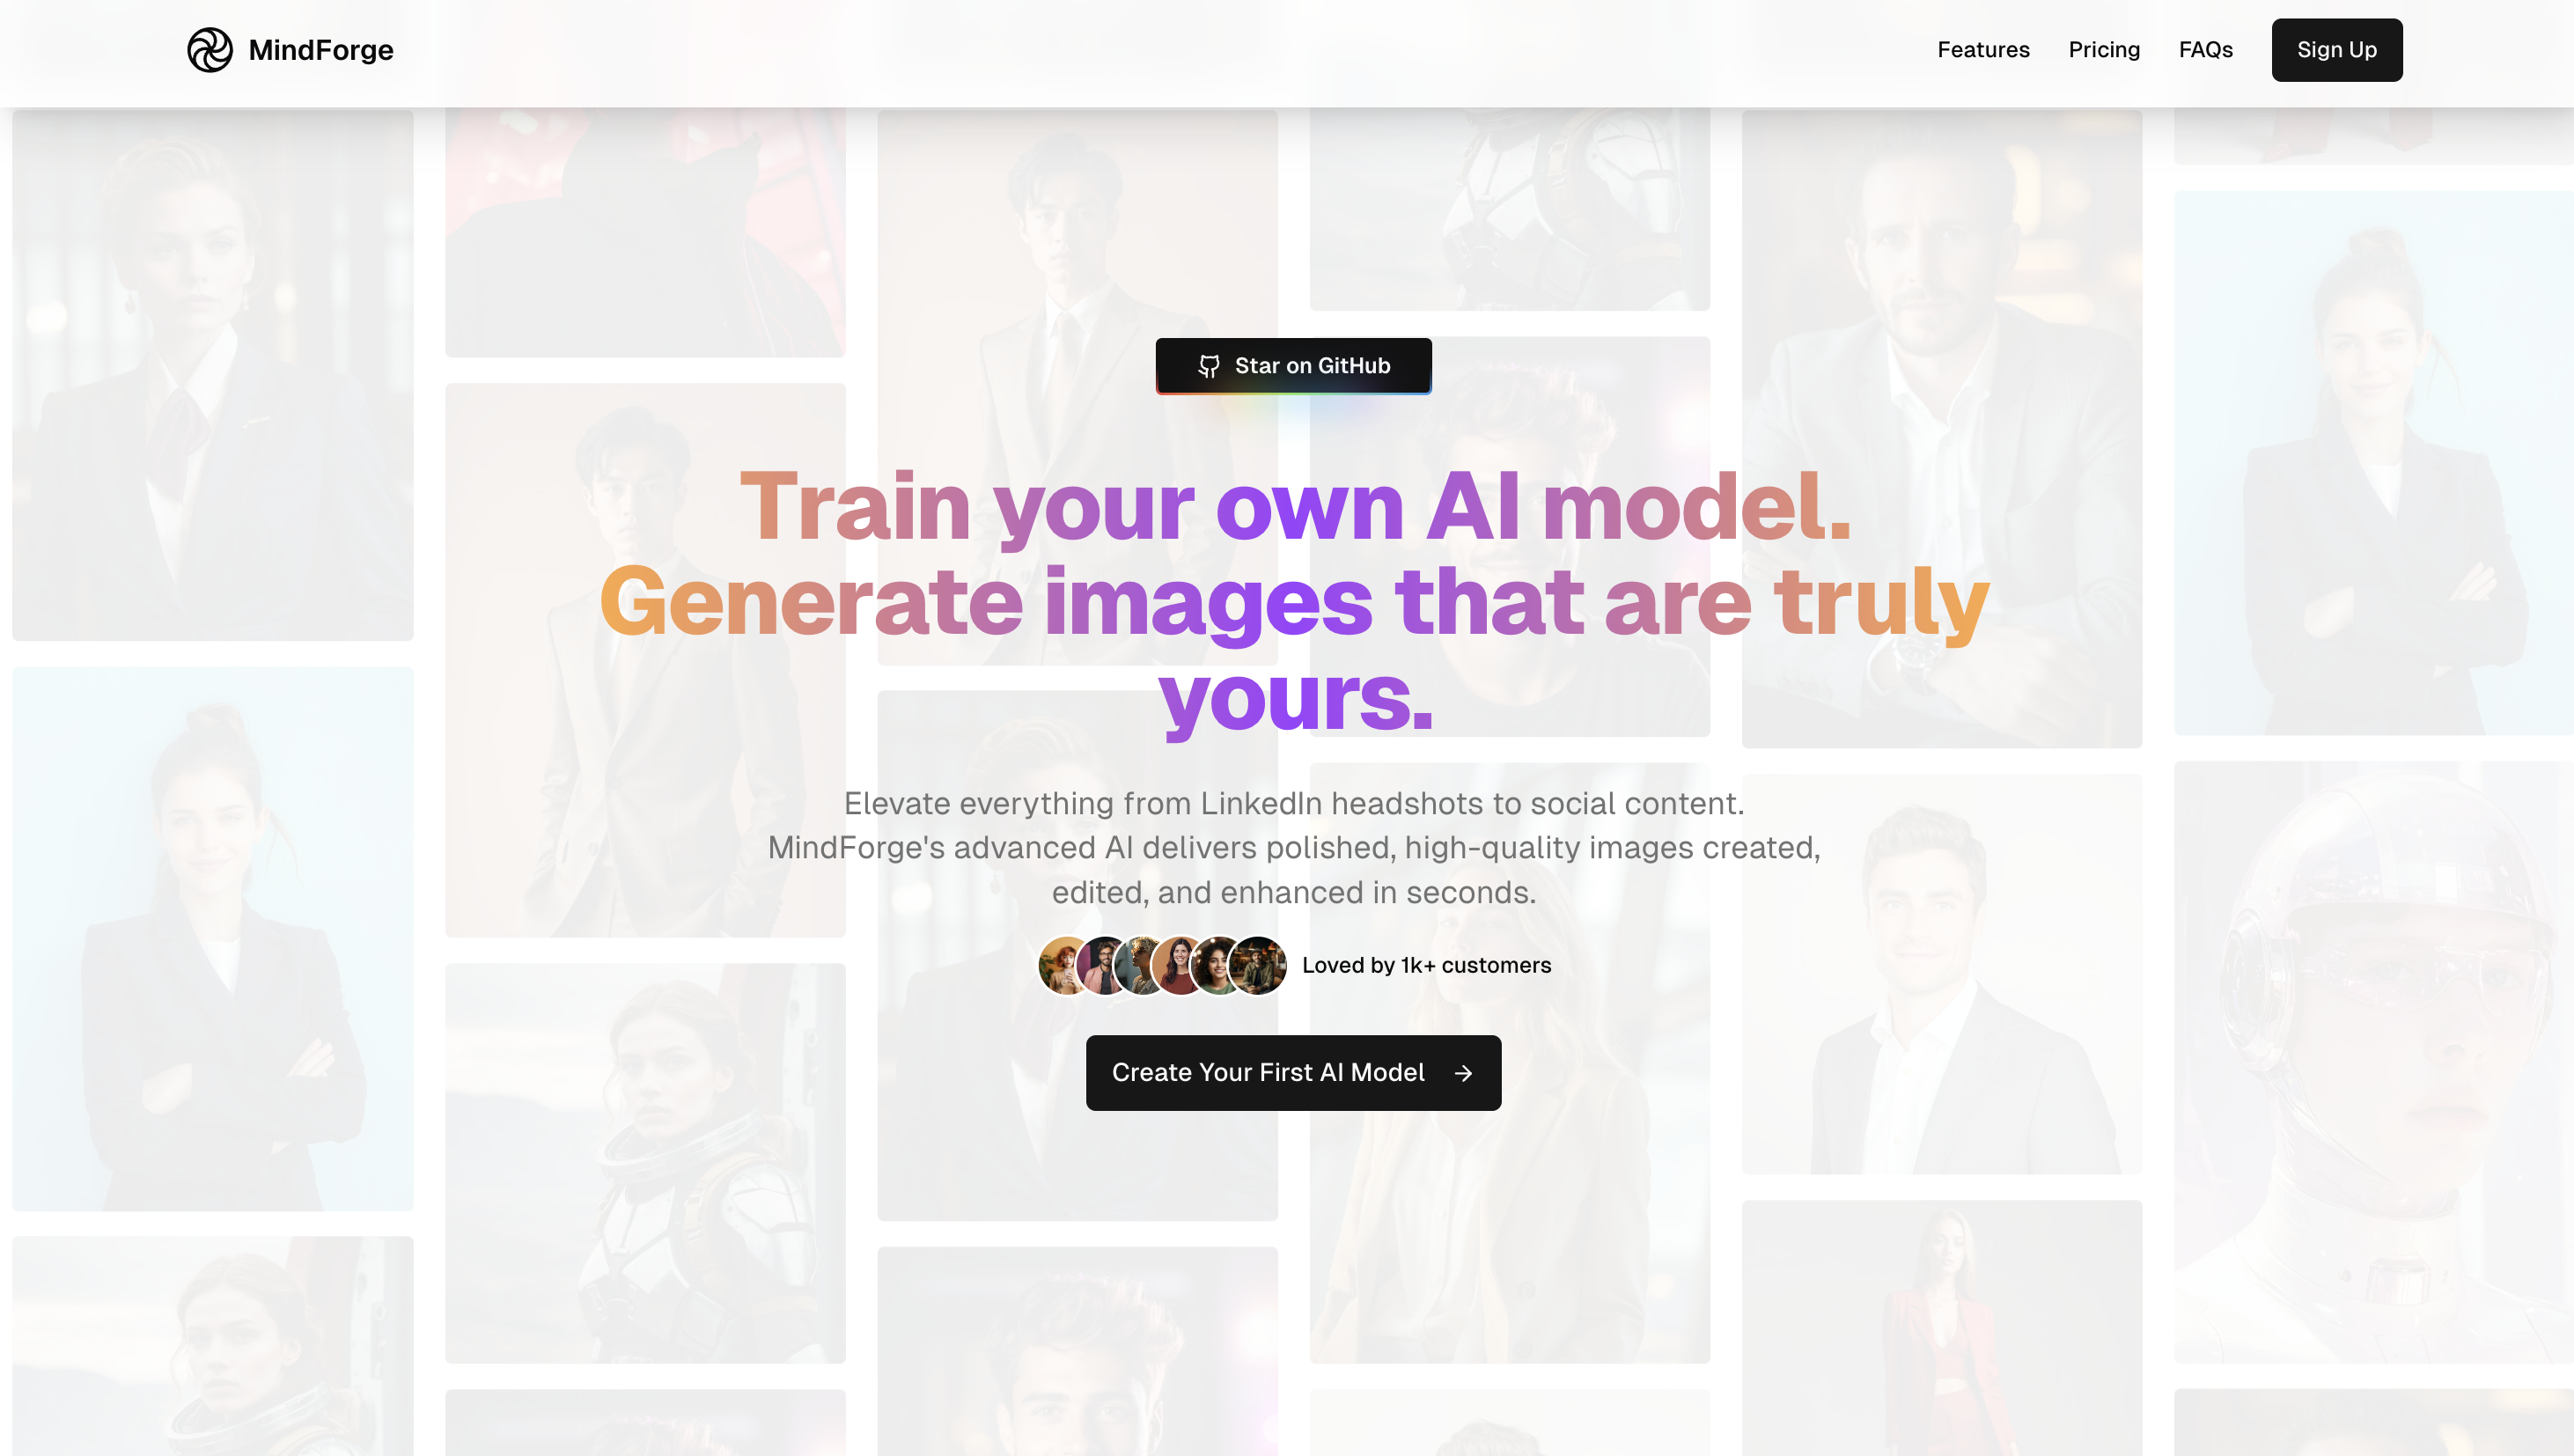 MindForge
Features
Pricing
FAQs
Sign Up
Star on GitHub
Train your own AI model.
Generate images that are truly
yours.
Elevate everything from LinkedIn headshots to social content.
MindForge's advanced AI delivers polished, high-quality images created,
edited, and enhanced in seconds.
Loved by 1k+ customers
Create Your First AI Model →